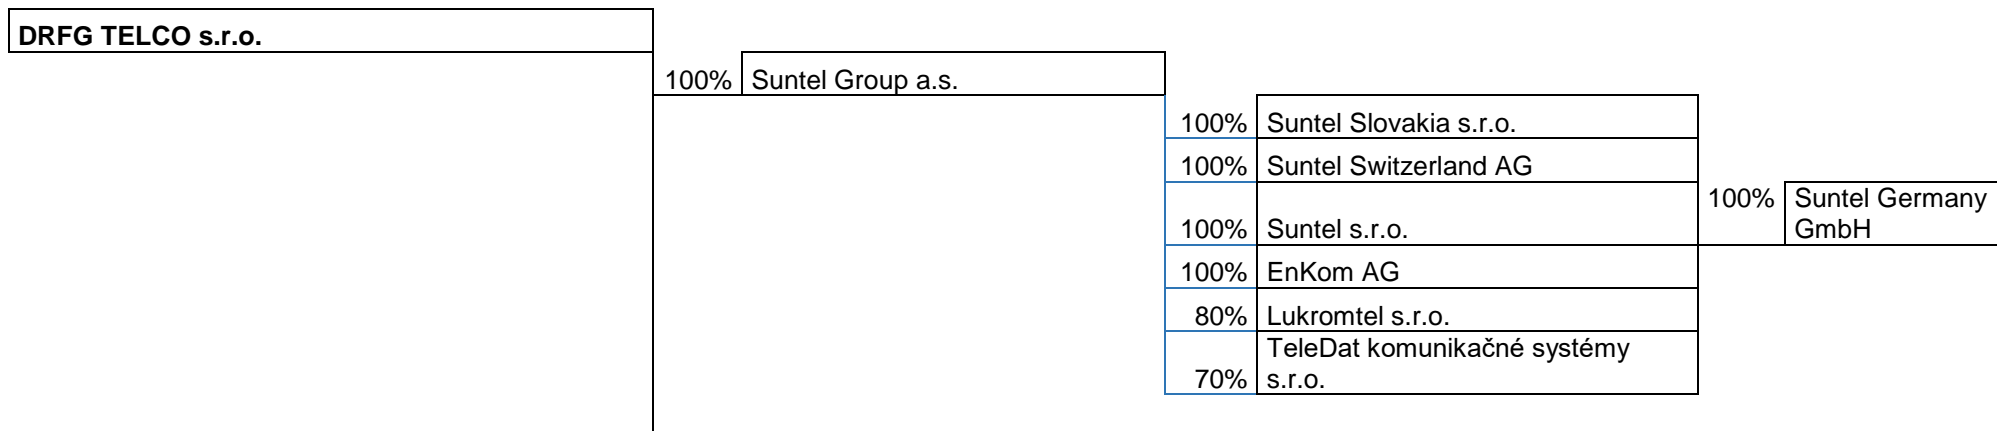 DRFG TELCO s.r.o.
100% Suntel Group a.s.
100% Suntel Slovakia s.r.o.
100% Suntel Switzerland AG
100% Suntel s.r.o.
100% Suntel Germany
GmbH
100% EnKom AG
80% Lukromtel s.r.o.
70% TeleDat komunikačné systémy
s.r.o.